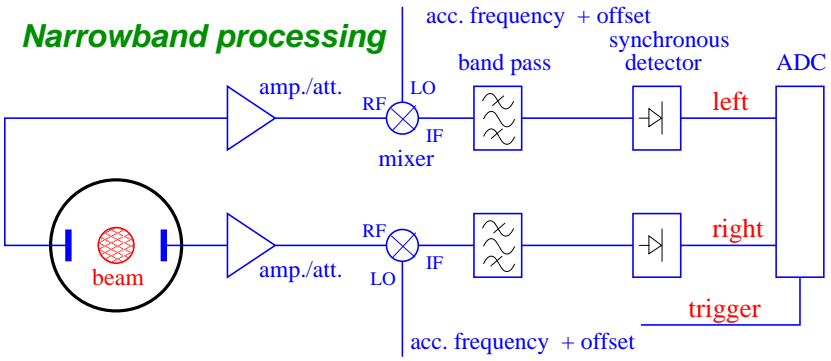 acc. frequency + offset
Narrowband processing
synchronous
band pass
detector
ADC
amp./att.
RF
LO
left
IF
mixer
RF
right
IF
beam
amp./att.
LO
trigger
acc. frequency + offset